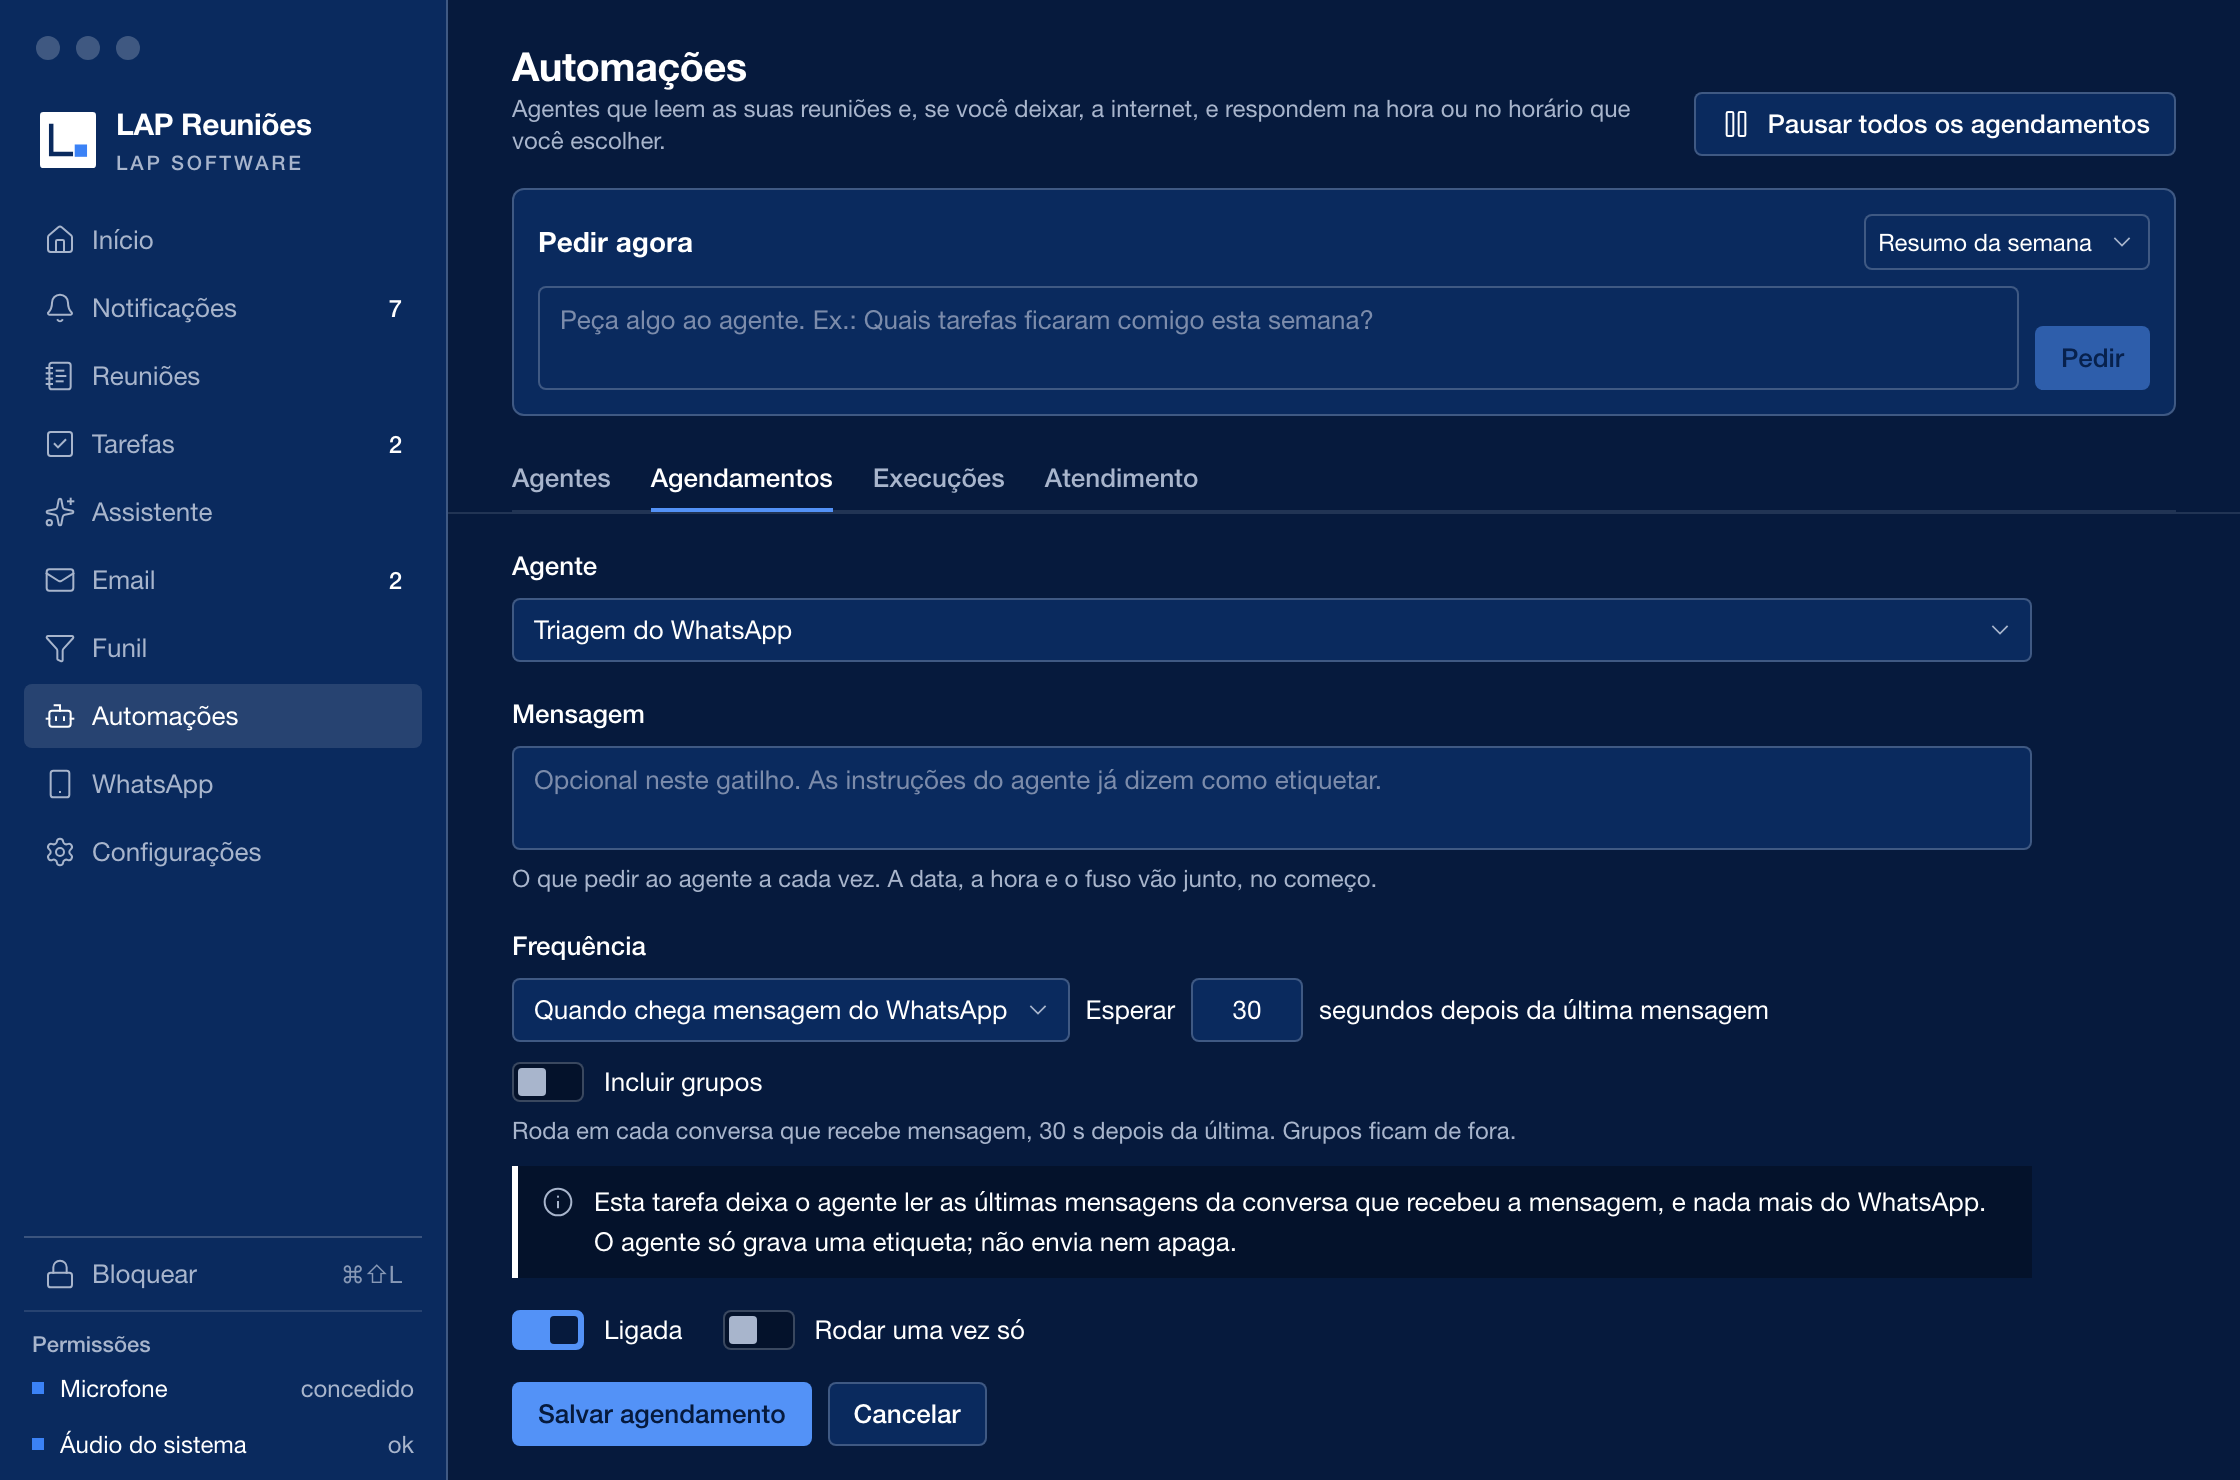 LAP Reuniões
LAP SOFTWARE
Início
Notificações 7
Reuniões
Tarefas 2
Assistente
Email 2
Funil
Automações
WhatsApp
Configurações
Bloquear ⌘⇧L
Permissões
Microfone concedido
Áudio do sistema ok
Automações
Agentes que leem as suas reuniões e, se você deixar, a internet, e respondem na hora ou no horário que
você escolher.
Pausar todos os agendamentos
Pedir agora
Resumo da semana
Peça algo ao agente. Ex.: Quais tarefas ficaram comigo esta semana?
Pedir
Agentes Agendamentos Execuções Atendimento
Agente
Triagem do WhatsApp
Mensagem
Opcional neste gatilho. As instruções do agente já dizem como etiquetar.
O que pedir ao agente a cada vez. A data, a hora e o fuso vão junto, no começo.
Frequência
Quando chega mensagem do WhatsApp Esperar 30 segundos depois da última mensagem
Incluir grupos
Roda em cada conversa que recebe mensagem, 30 s depois da última. Grupos ficam de fora.
Esta tarefa deixa o agente ler as últimas mensagens da conversa que recebeu a mensagem, e nada mais do WhatsApp.
O agente só grava uma etiqueta; não envia nem apaga.
Ligada Rodar uma vez só
Salvar agendamento Cancelar